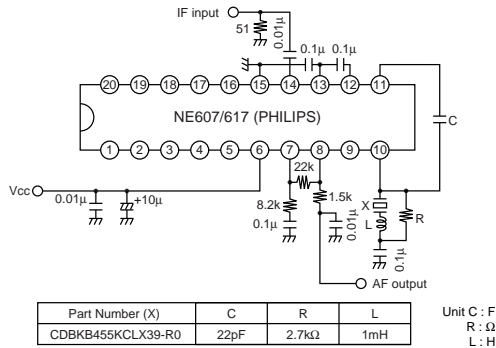 IF input
51
0.01μ
0.1μ
0.1μ
20 19 18 17 16 15 14 13 12 11
NE607/617 (PHILIPS)
C
1 2 3 4 5 6 7 8 9 10
22k
Vcc
0.01μ
+10μ
8.2k
1.5k
0.1μ
0.01μ
X
L
R
0.1μ
AF output
Part Number (X) C R L
CDBKB455KCLX39-R0 22pF 2.7kΩ 1mH
Unit C : F
R : Ω
L : H